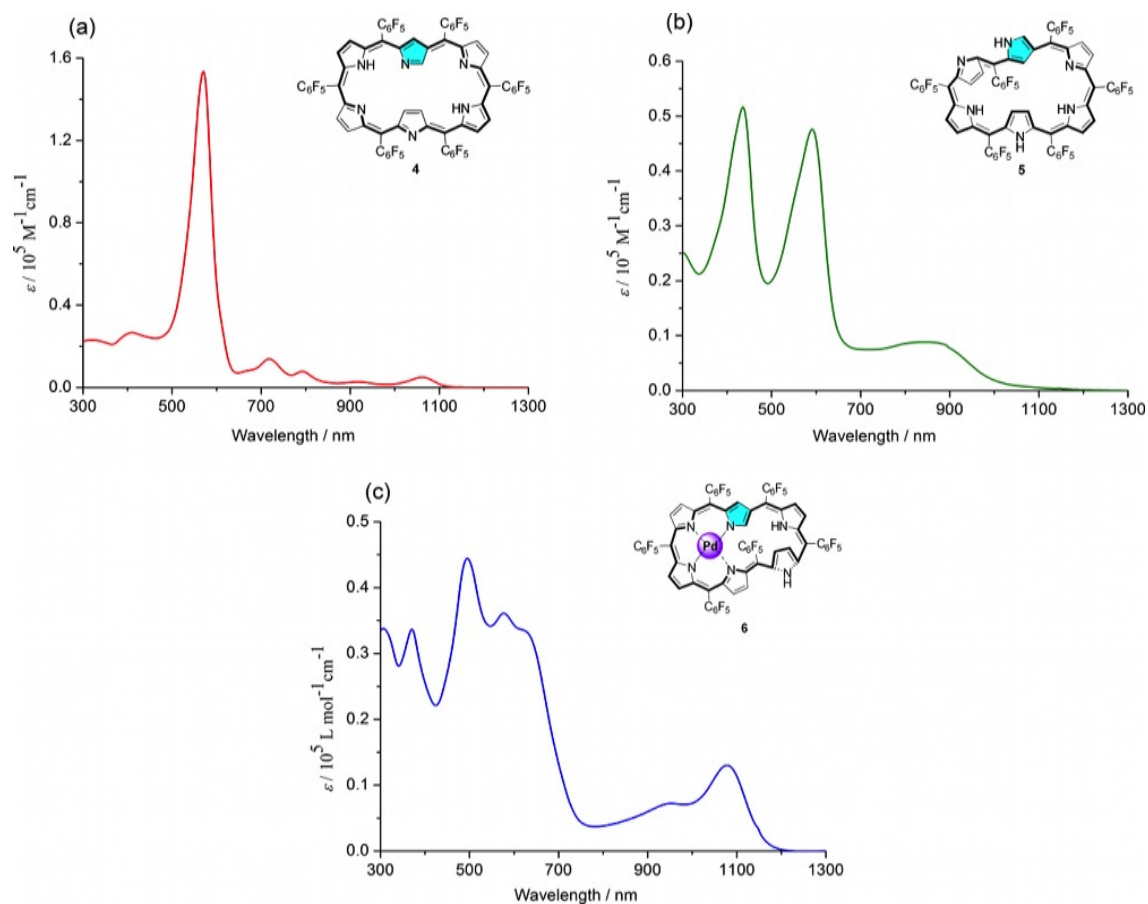 (a)
C6F5 C6F5
NH N N
C6F5 C6F5
N HN
N
C6F5 C6F5
4
1.6
1.2
0.8
0.4
0.0
ε / 10^5 M^-1cm^-1
300 500 700 900 1100 1300
Wavelength / nm
(b)
HN C6F5
N N
C6F5 C6F5 C6F5
NH HN
N
H
C6F5 C6F5
5
0.6
0.5
0.4
0.3
0.2
0.1
0.0
ε / 10^5 M^-1cm^-1
300 500 700 900 1100 1300
Wavelength / nm
(c)
C6F5 C6F5
N N HN
C6F5 Pd C6F5 C6F5
N N N
H
C6F5
6
0.5
0.4
0.3
0.2
0.1
0.0
ε / 10^5 L mol^-1cm^-1
300 500 700 900 1100 1300
Wavelength / nm